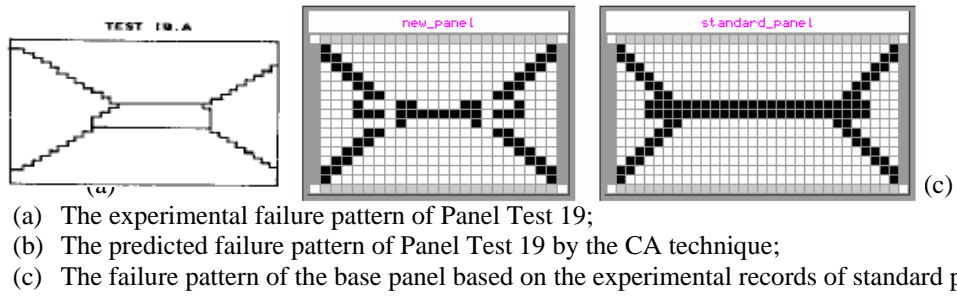 TEST 19.A
new_panel
standard_panel
(a)
(c)
(a) The experimental failure pattern of Panel Test 19;
(b) The predicted failure pattern of Panel Test 19 by the CA technique;
(c) The failure pattern of the base panel based on the experimental records of standard p